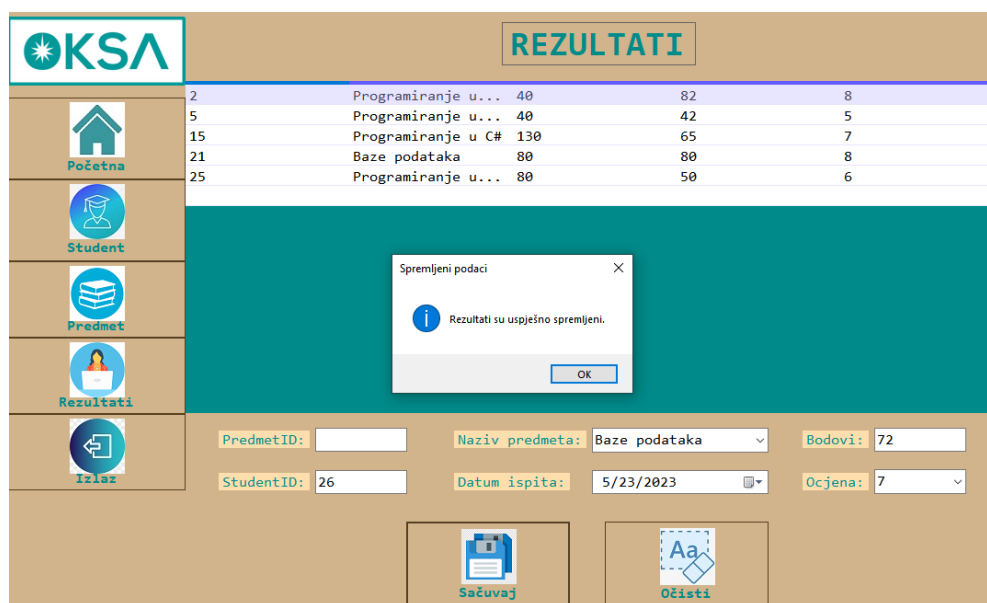 OKSA
REZULTATI
2 Programiranje u... 40 82 8
5 Programiranje u... 40 42 5
15 Programiranje u C# 130 65 7
21 Baze podataka 80 80 8
25 Programiranje u... 80 50 6
Početna
Student
Predmet
Rezultati
Izlaz
Spremljeni podaci
Rezultati su uspješno spremljeni.
OK
PredmetID: Naziv predmeta: Baze podataka Bodovi: 72
StudentID: 26 Datum ispita: 5/23/2023 Ocjena: 7
Aa
Sačuvaj Očisti